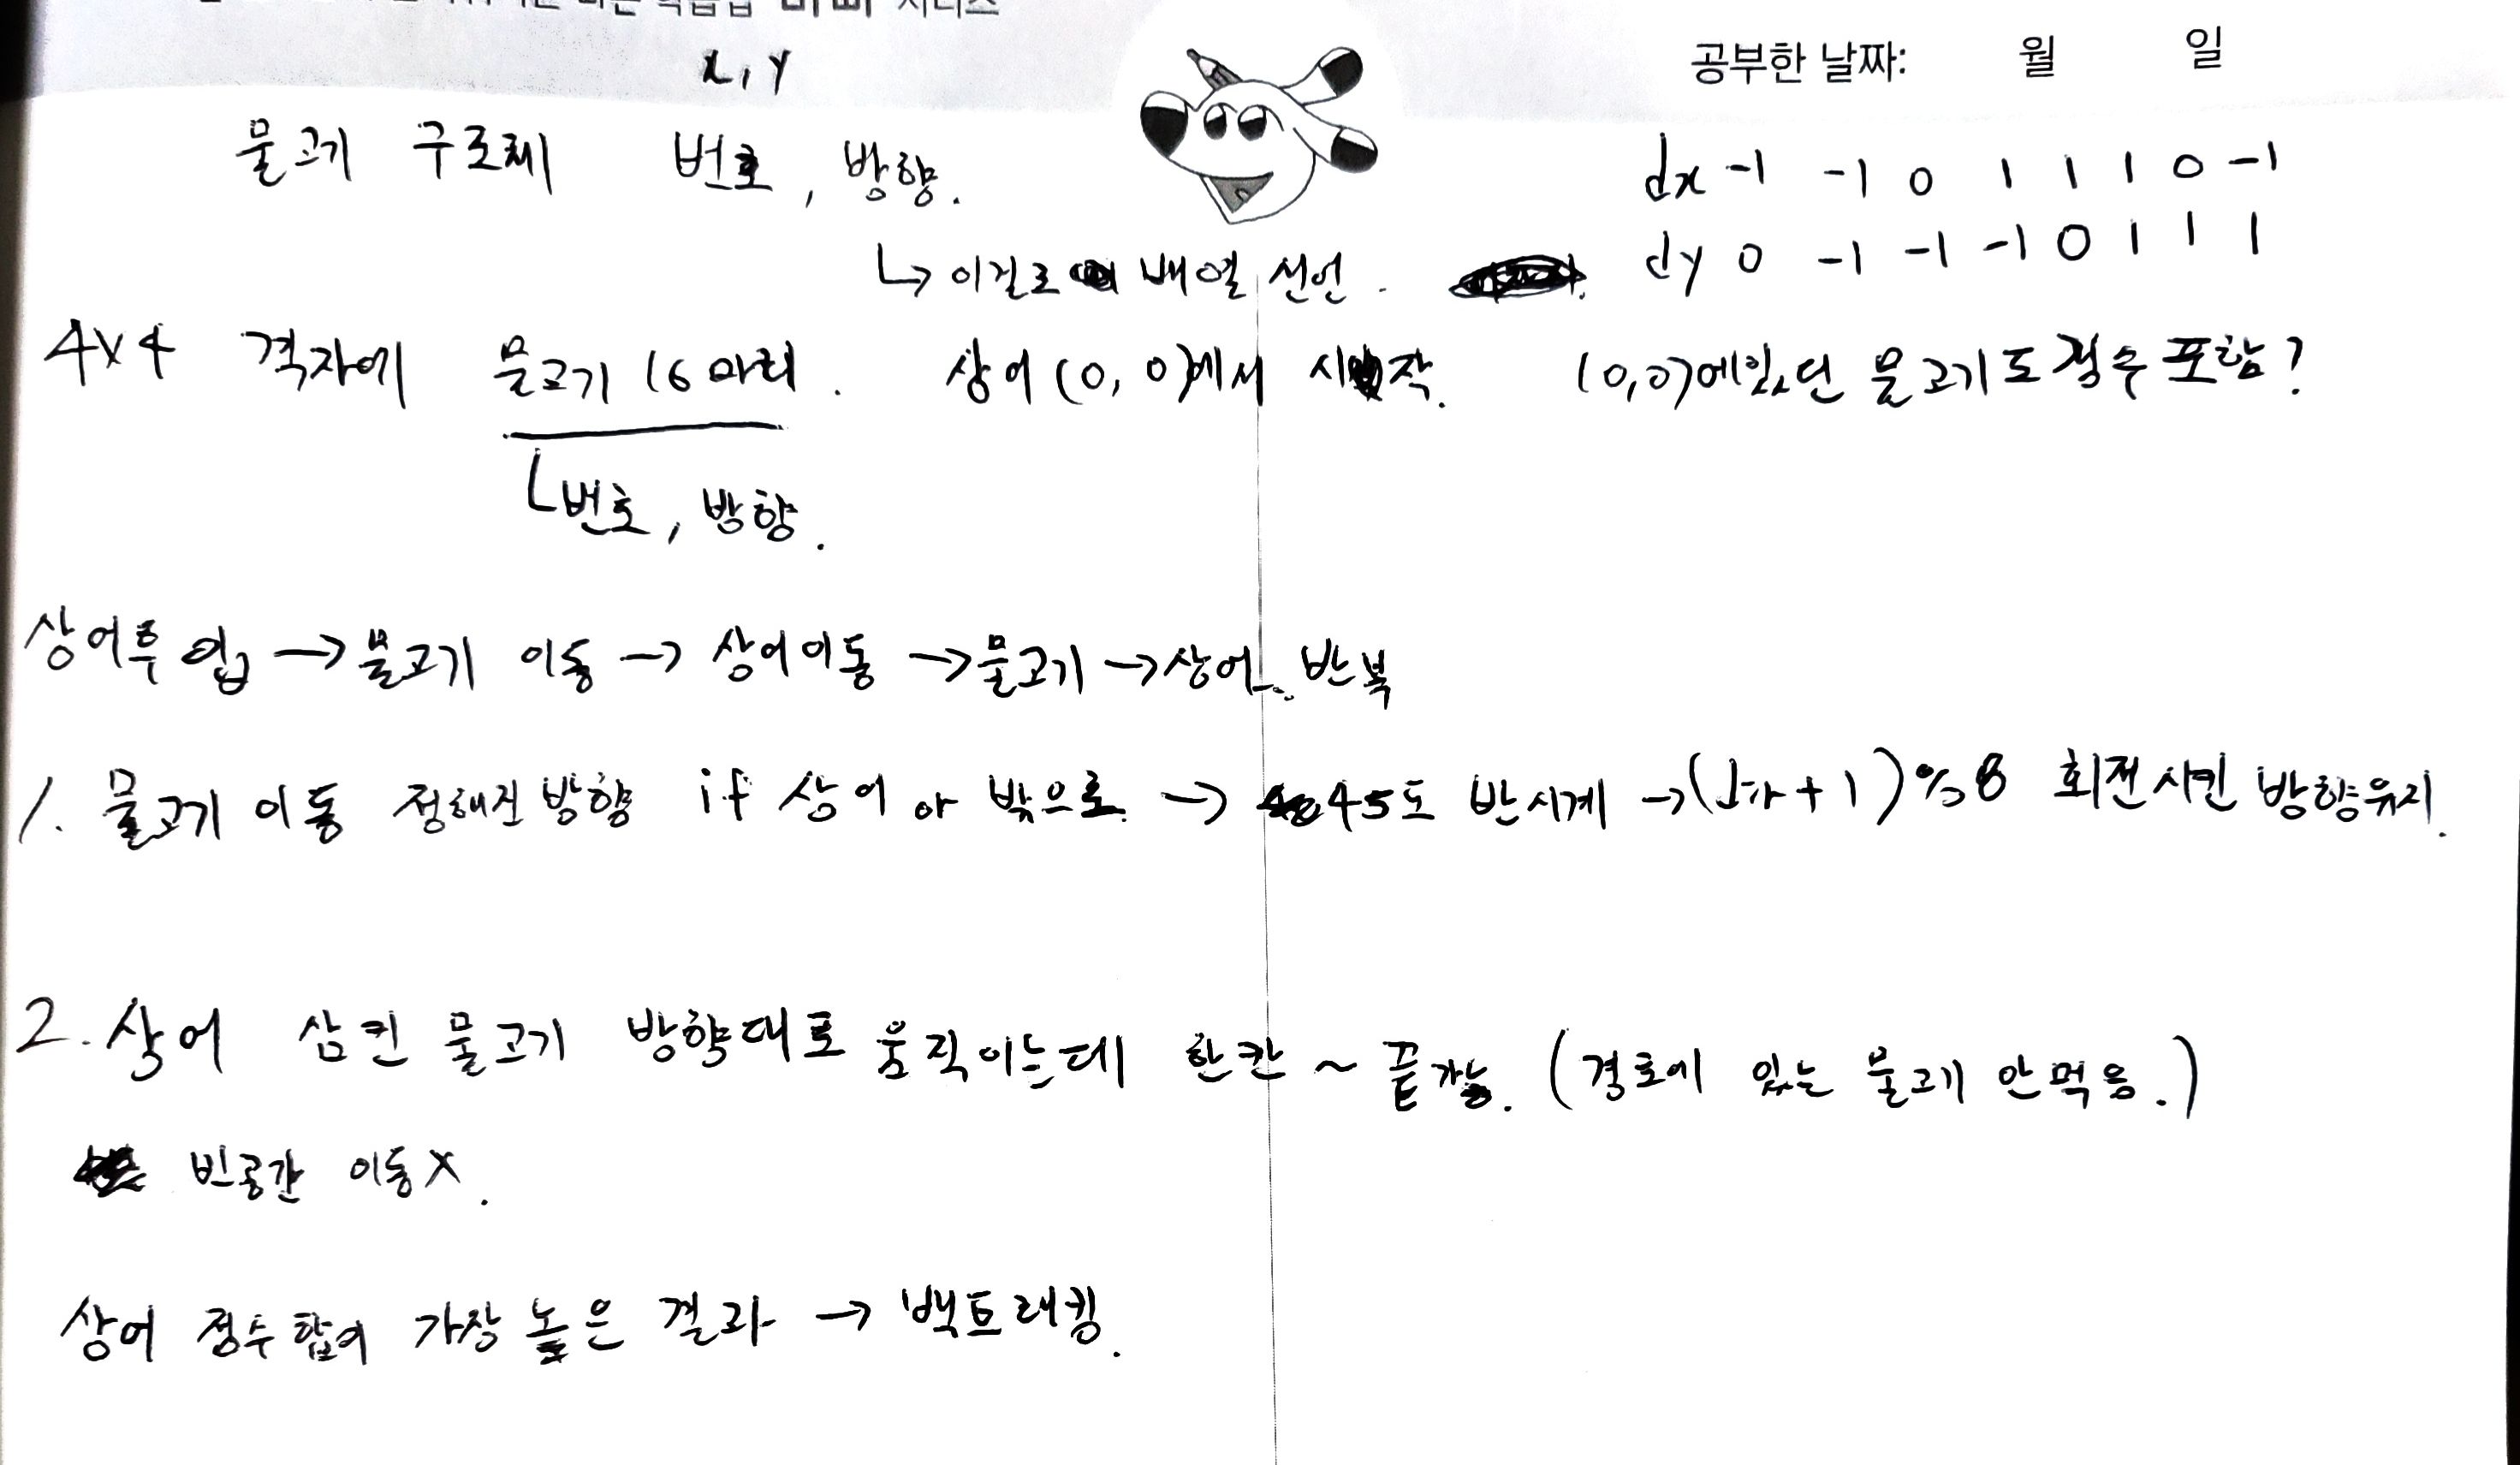 공부한 날짜: 월 일
x, y
물고기 구조체 번호, 방향.
dx -1 -1 0 1 1 1 0 -1
dy 0 -1 -1 -1 0 1 1 1
↳ 이걸로 배열 선언.
4x4 격자에 물고기 16마리. 상어 (0, 0)에서 시작. (0,0)에있던 물고기도 점수 포함?
번호, 방향.
상어투입 → 물고기 이동 → 상어이동 → 물고기 → 상어.. 반복
1. 물고기 이동 정해진 방향 if 상어 or 밖으로. → 45도 반시계 → (d + 1) % 8 회전시킨 방향유지.
2. 상어 삼킨 물고기 방향대로 움직이는데 한칸 ~ 끝까지. (경로에 있는 물고기 안먹음.)
빈공간 이동 X.
상어 점수 합이 가장 높은 결과 → 백트래킹.